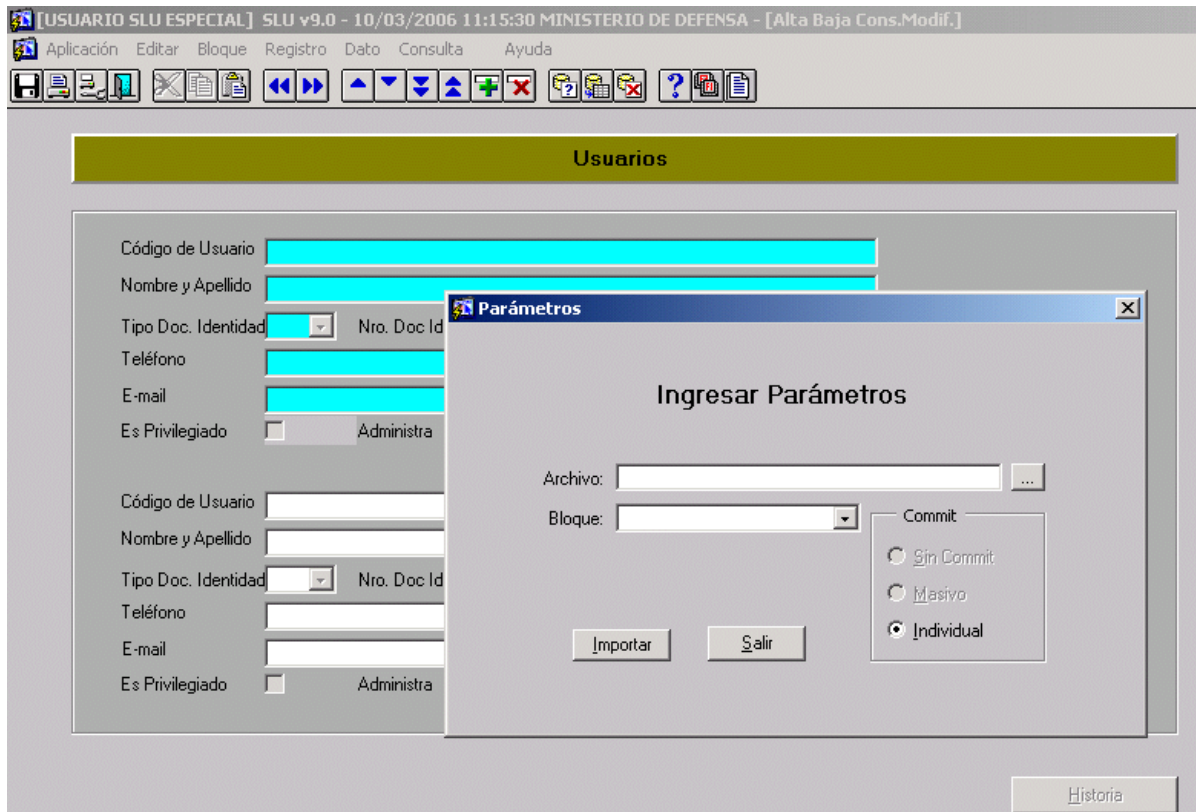 [USUARIO SLU ESPECIAL] SLU v9.0 - 10/03/2006 11:15:30 MINISTERIO DE DEFENSA - [Alta Baja Cons.Modif.]
Aplicación Editar Bloque Registro Dato Consulta Ayuda
Usuarios
Código de Usuario
Nombre y Apellido
Tipo Doc. Identidad Nro. Doc Id
Teléfono
E-mail
Es Privilegiado Administra
Código de Usuario
Nombre y Apellido
Tipo Doc. Identidad Nro. Doc Id
Teléfono
E-mail
Es Privilegiado Administra
Parámetros
Ingresar Parámetros
Archivo: ...
Bloque:
Commit
Sin Commit
Masivo
Individual
Importar Salir
Historia